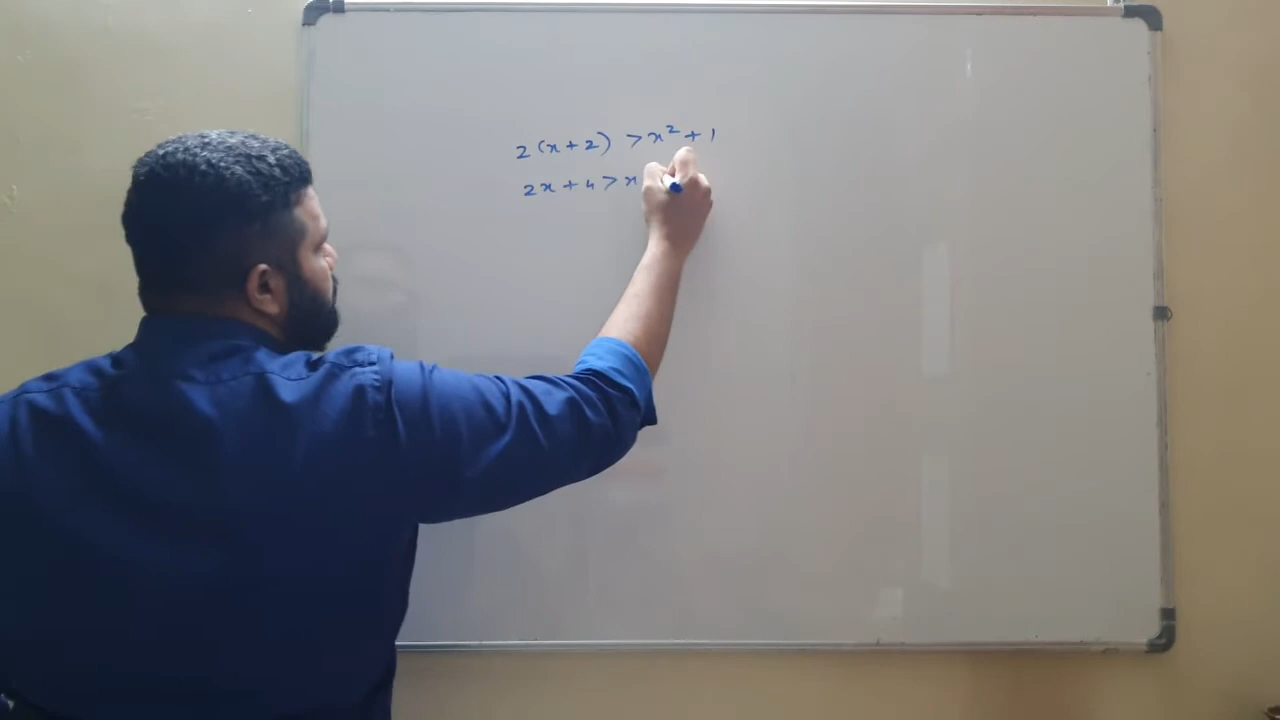 2(x+2) > x² + 1
2x + 4 > x